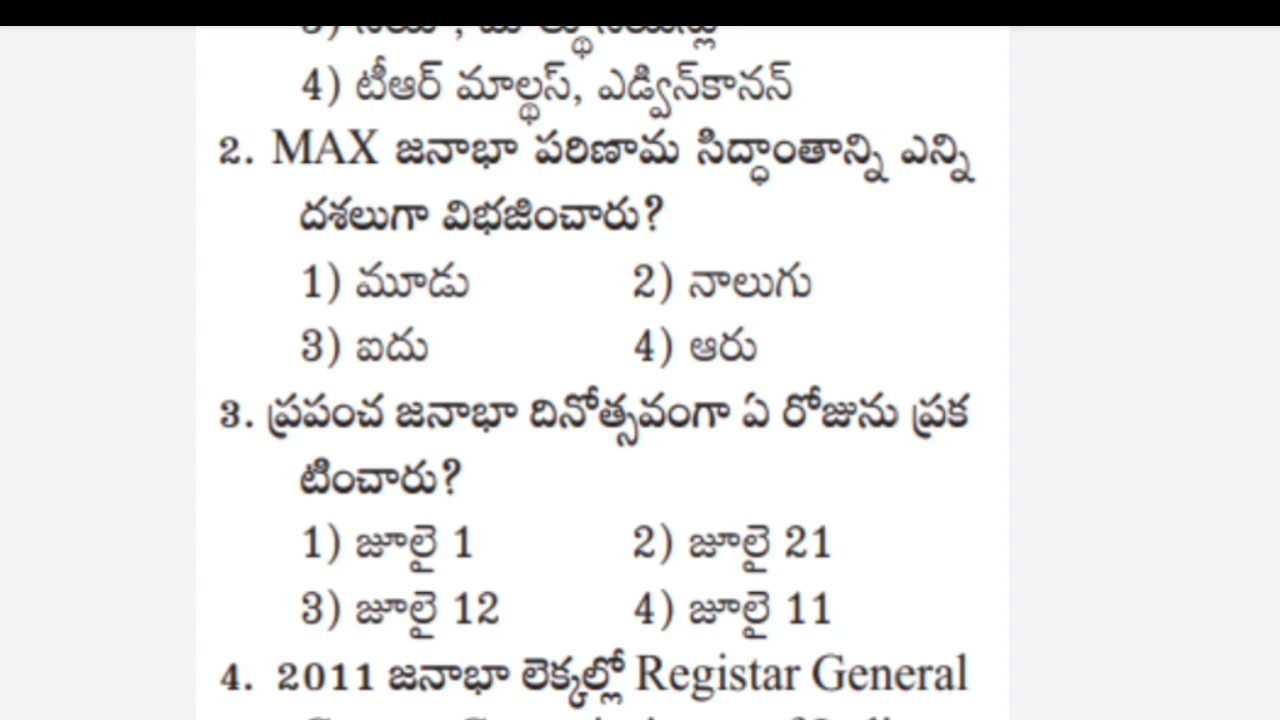 4) టీఆర్ మాల్థస్, ఎడ్విన్‌కానన్
2. MAX జనాభా పరిణామ సిద్ధాంతాన్ని ఎన్ని
దశలుగా విభజించారు?
1) మూడు 2) నాలుగు
3) ఐదు 4) ఆరు
3. ప్రపంచ జనాభా దినోత్సవంగా ఏ రోజును ప్రక
టించారు?
1) జూలై 1 2) జూలై 21
3) జూలై 12 4) జూలై 11
4. 2011 జనాభా లెక్కల్లో Registar General